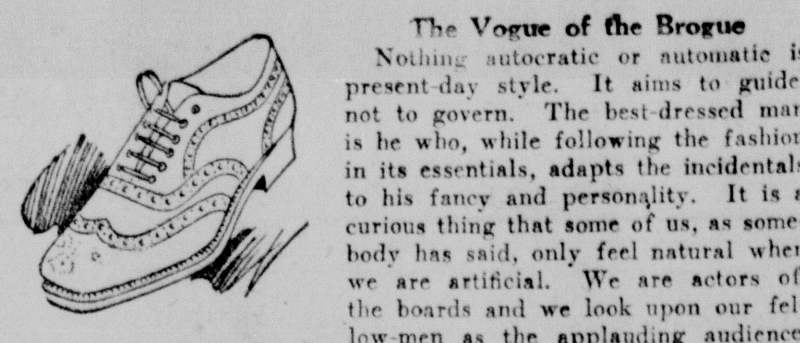 The Vogue of the Brogue
Nothing autocratic or automatic is
present-day style. It aims to guide,
not to govern. The best-dressed man
is he who, while following the fashion
in its essentials, adapts the incidentals
to his fancy and personality. It is a
curious thing that some of us, as some-
body has said, only feel natural when
we are artificial. We are actors of
the boards and we look upon our fel-
low-men as the applauding audience